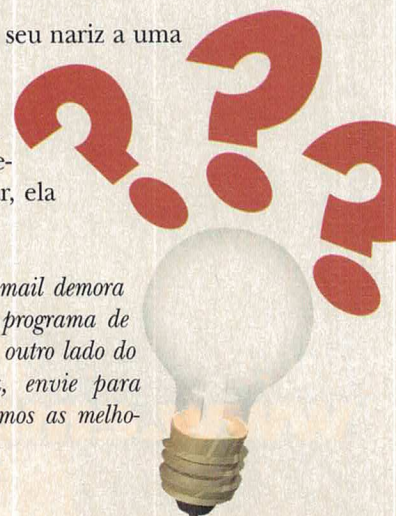 seu nariz a uma
e-
r, ela
mail demora
programa de
outro lado do
, envie para
mos as melho-